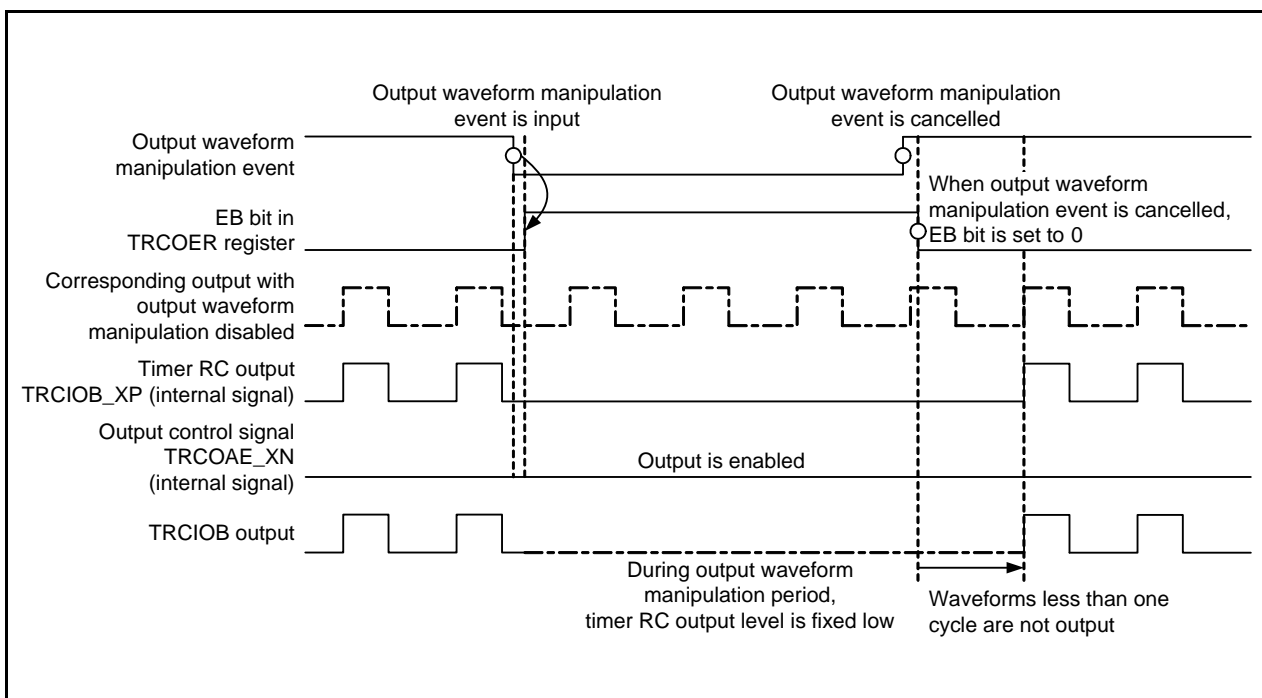 Output waveform manipulation
event is input
Output waveform manipulation
event is cancelled
Output waveform
manipulation event
When output waveform
manipulation event is cancelled,
EB bit is set to 0
EB bit in
TRCOER register
Corresponding output with
output waveform
manipulation disabled
Timer RC output
TRCIOB_XP (internal signal)
Output control signal
TRCOAE_XN
(internal signal)
Output is enabled
TRCIOB output
During output waveform
manipulation period,
timer RC output level is fixed low
Waveforms less than one
cycle are not output